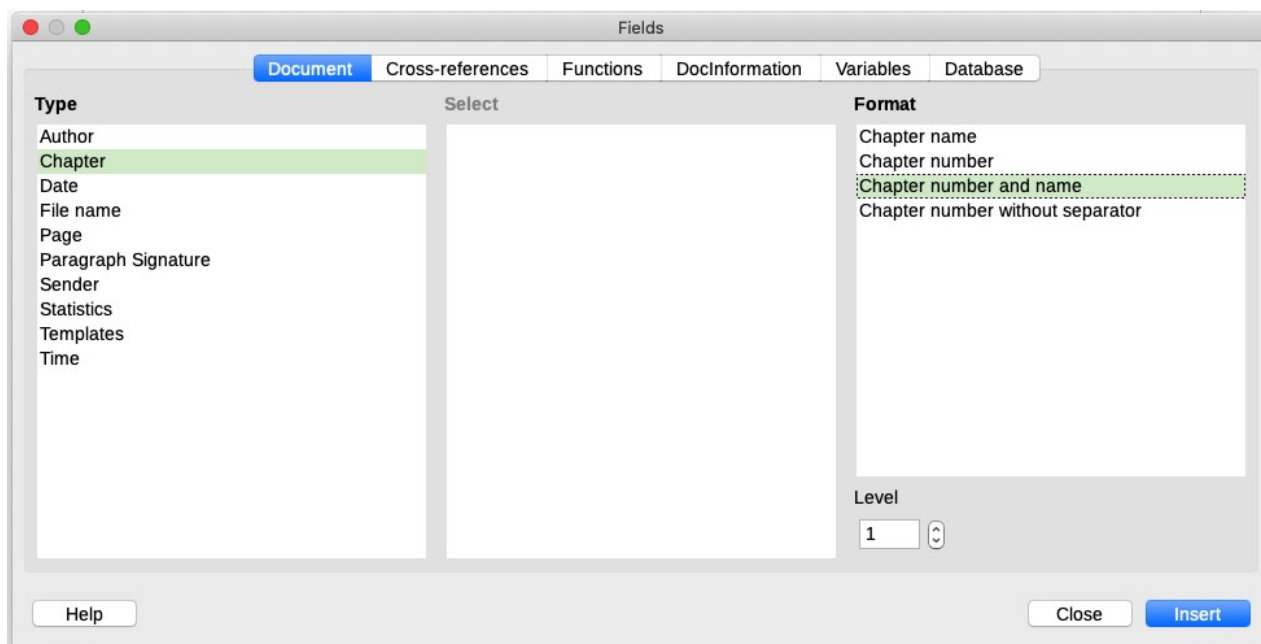 Fields
Document Cross-references Functions DocInformation Variables Database
Type
Author
Chapter
Date
File name
Page
Paragraph Signature
Sender
Statistics
Templates
Time
Select
Format
Chapter name
Chapter number
Chapter number and name
Chapter number without separator
Level
1
Help
Close
Insert